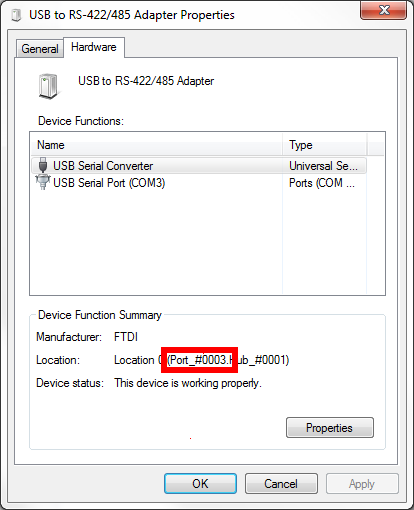 USB to RS-422/485 Adapter Properties
General
Hardware
USB to RS-422/485 Adapter
Device Functions:
Name Type
USB Serial Converter Universal Se...
USB Serial Port (COM3) Ports (COM ...
Device Function Summary
Manufacturer: FTDI
Location: Location (Port_#0003. ub_#0001)
Device status: This device is working properly.
Properties
OK Cancel Apply